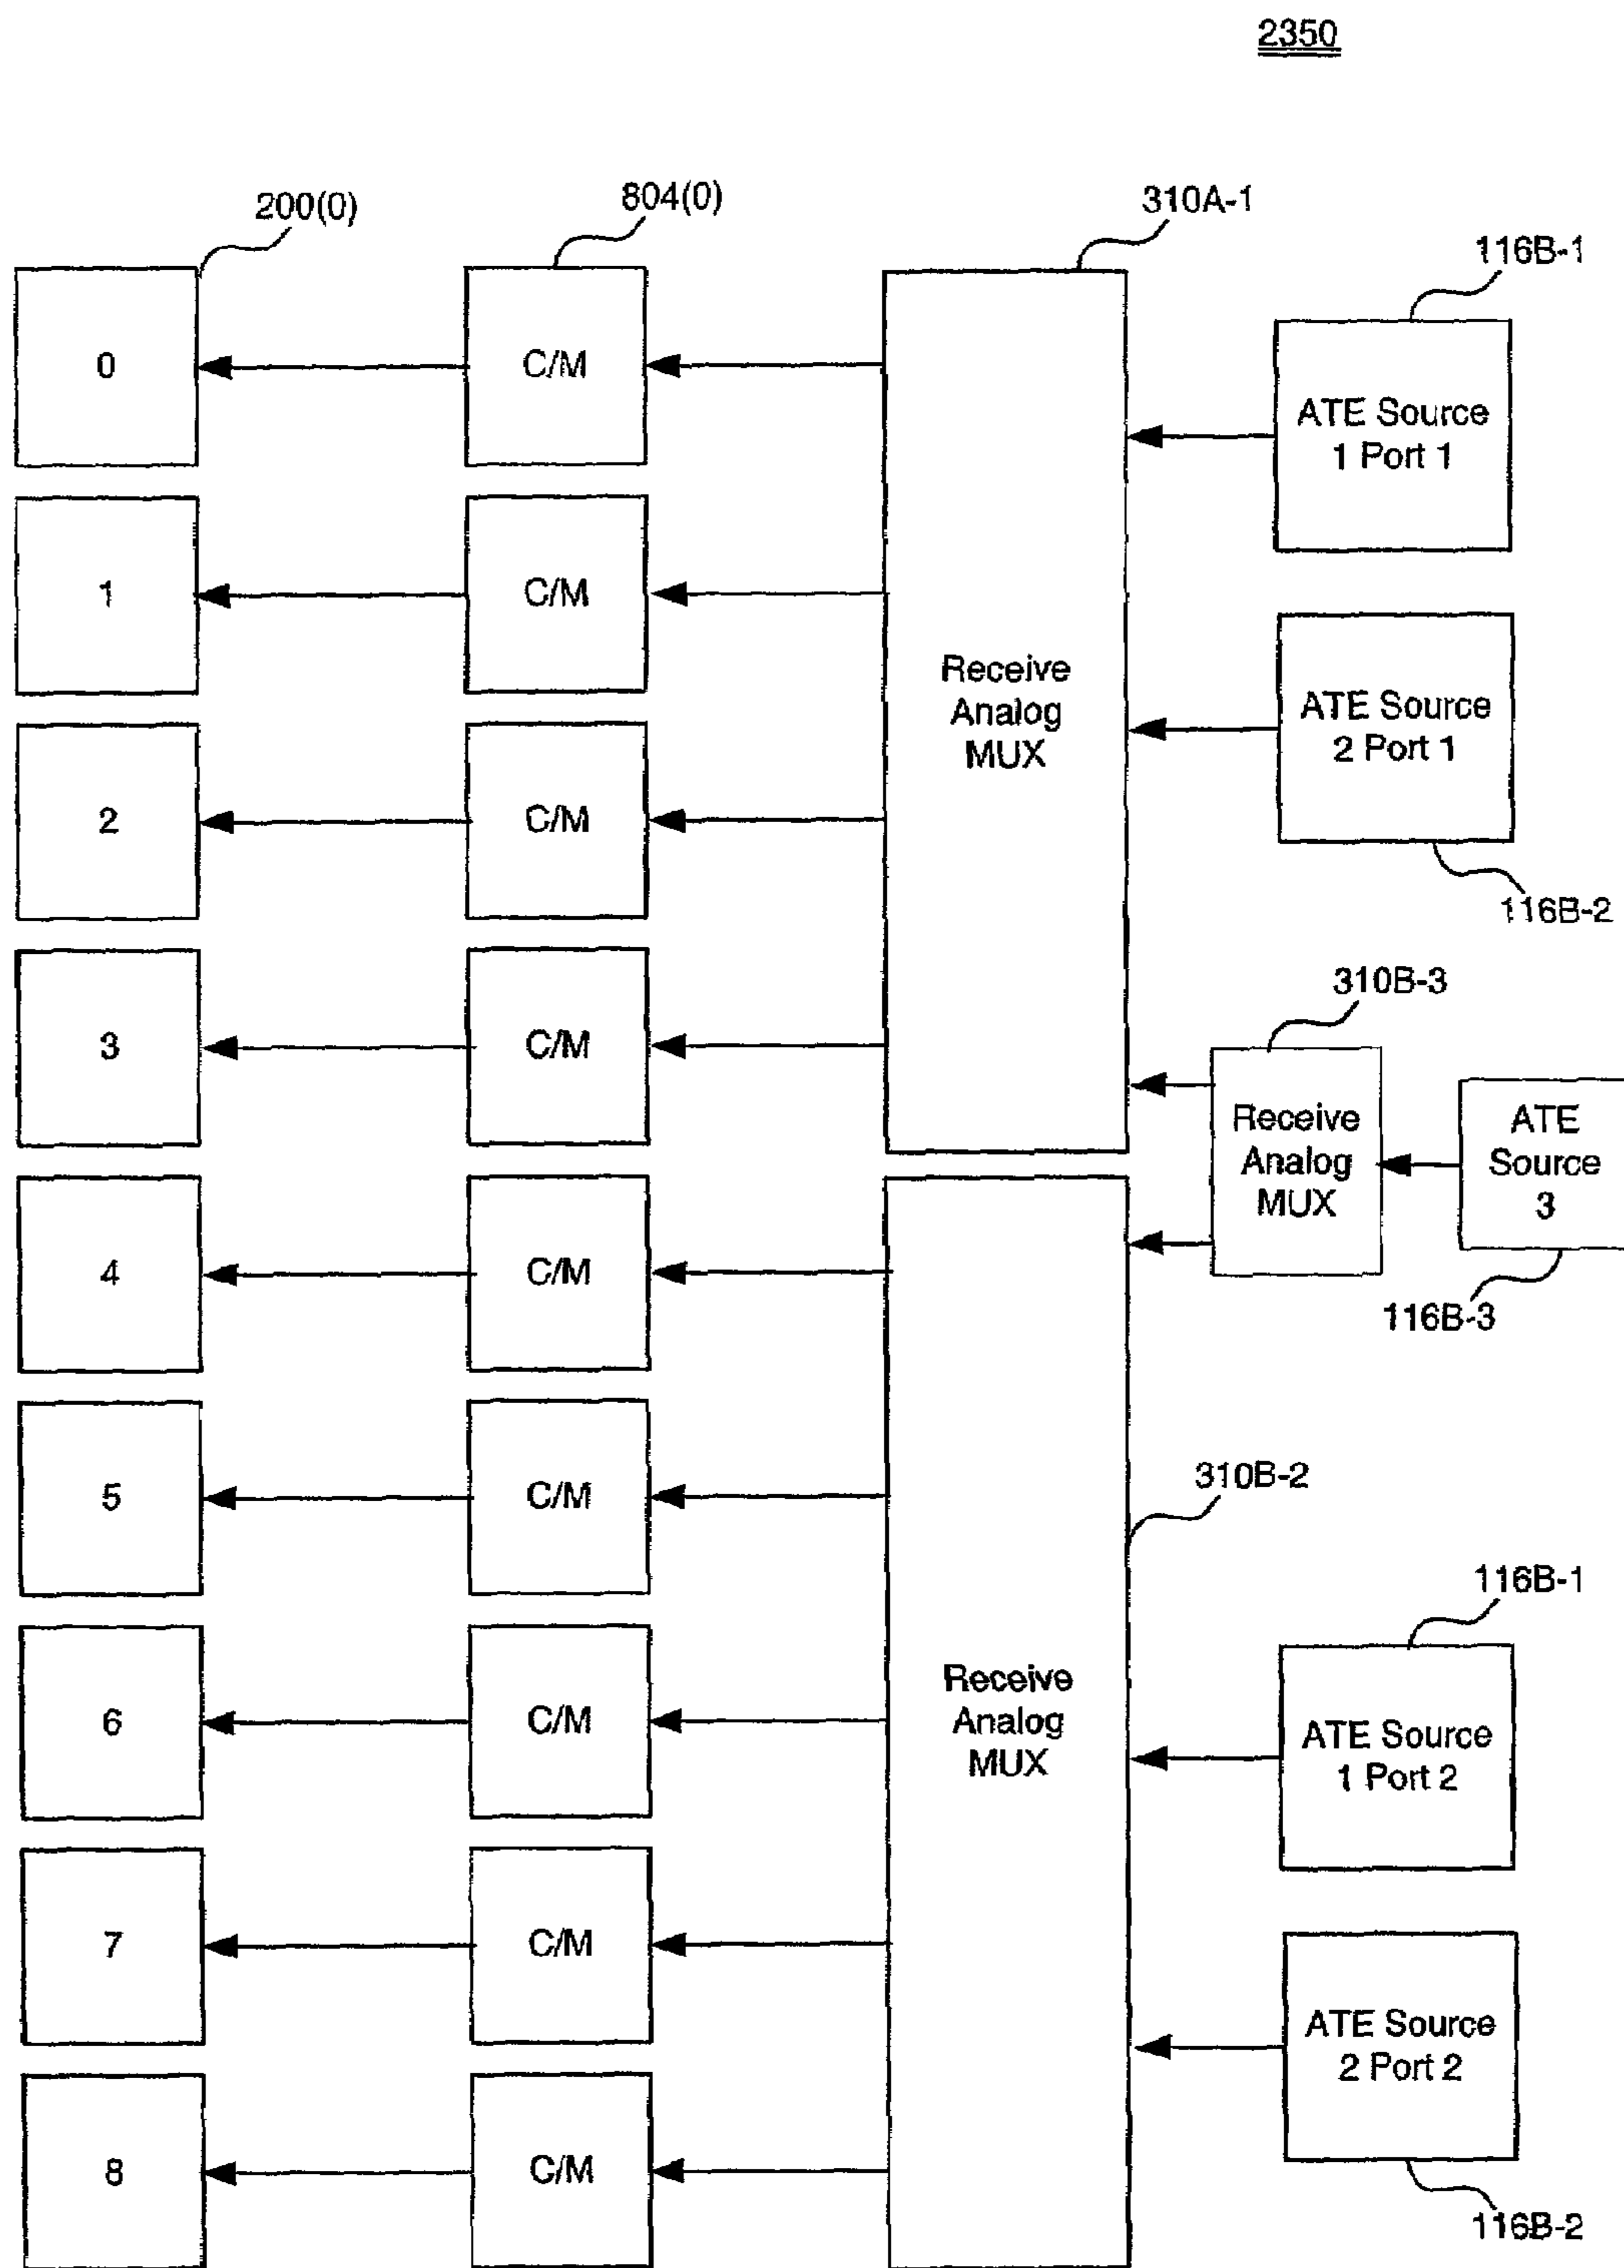 2350
200(0)
804(0)
310A-1
116B-1
0
C/M
ATE Source
1 Port 1
1
C/M
Receive
Analog
MUX
ATE Source
2 Port 1
2
C/M
116B-2
310B-3
3
C/M
Receive
Analog
MUX
ATE
Source
3
4
C/M
116B-3
5
C/M
310B-2
116B-1
6
C/M
Receive
Analog
MUX
ATE Source
1 Port 2
7
C/M
ATE Source
2 Port 2
8
C/M
116B-2